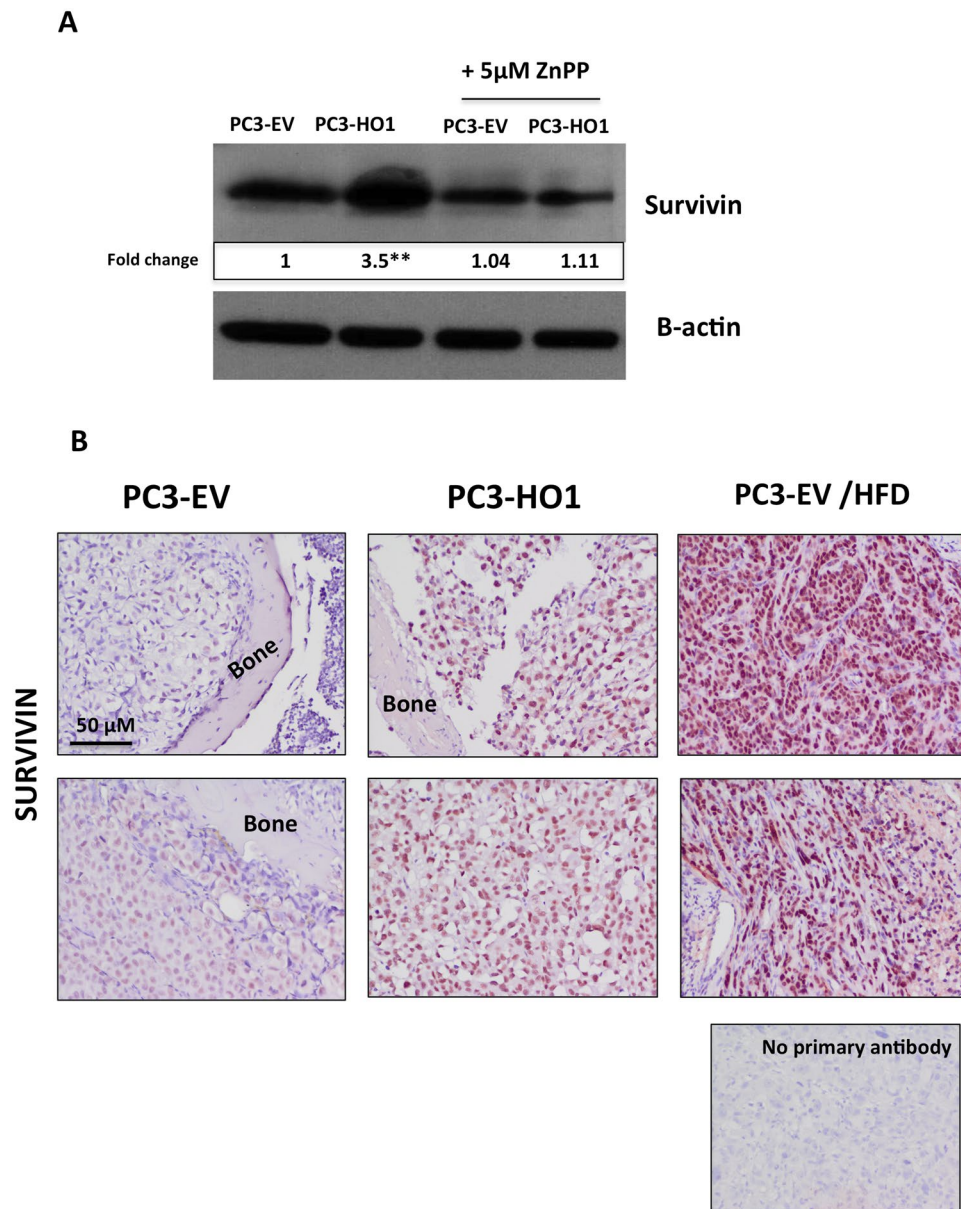 A
+ 5µM ZnPP
PC3-EV PC3-HO1 PC3-EV PC3-HO1
Survivin
Fold change 1 3.5** 1.04 1.11
B-actin
B
PC3-EV PC3-HO1 PC3-EV /HFD
SURVIVIN
Bone
50 µM
Bone
Bone
No primary antibody